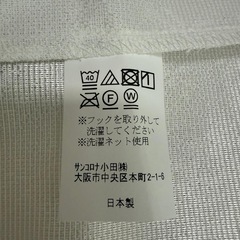 40
F W
※フックを取り外して
洗濯してください
※洗濯ネット使用
サンコロナ小田㈱
大阪市中央区本町2-1-6
日本製